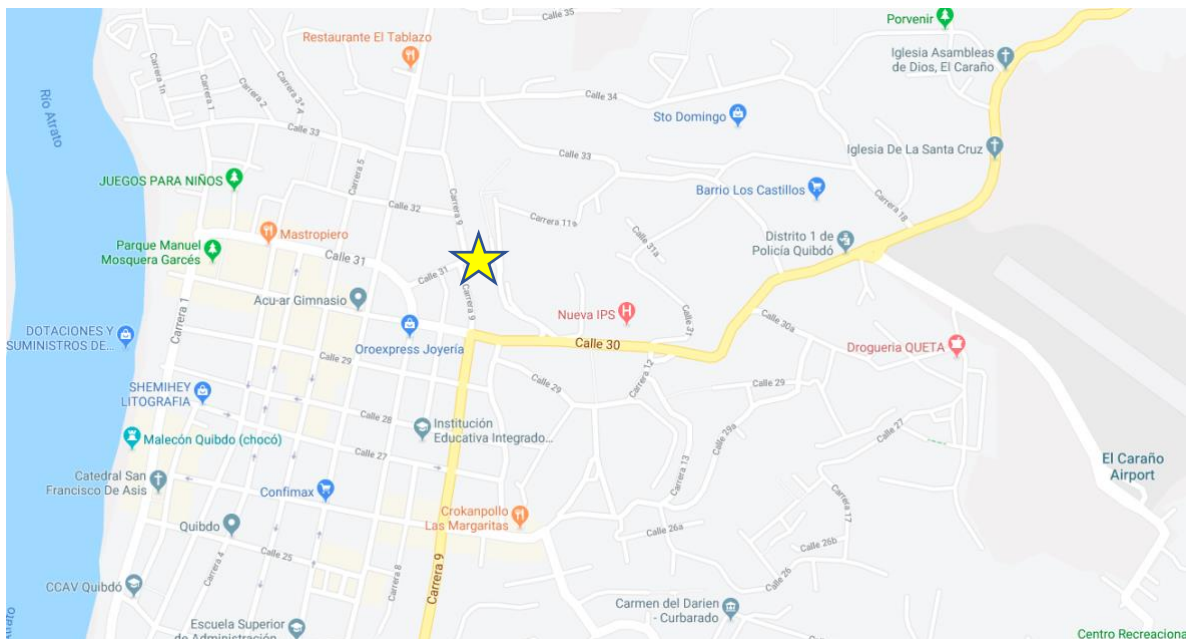 Calle 35
Porvenir
Restaurante El Tablazo
Iglesia Asambleas
de Dios, El Caraño
Carrera 1n
Carrera 1
Carrera 2
Carrera 3ª 4
Río Atrato
Calle 34
Sto Domingo
Calle 33
Calle 33
Iglesia De La Santa Cruz
Carrera 5
JUEGOS PARA NIÑOS
Barrio Los Castillos
Calle 32
Carrera 9
Carrera 11a
Carrera 18
Mastropiero
Distrito 1 de
Policía Quibdó
Parque Manuel
Mosquera Garcés
Calle 31
Calle 31
Calle 31a
Acu-ar Gimnasio
Carrera 9
Nueva IPS
Calle 31
Carrera 1
DOTACIONES Y
SUMINISTROS DE...
Oroexpress Joyería
Calle 30
Calle 30a
Drogueria QUETA
Calle 29
Calle 29
Carrera 12
Calle 29
SHEMIHEY
LITOGRAFIA
Calle 28
Institución
Educativa Integrado...
Calle 29a
Calle 27
Malecón Quibdo (chocó)
Calle 27
Carrera 13
El Caraño
Airport
Catedral San
Francisco De Asis
Confimax
Crokanpollo
Las Margaritas
Carrera 17
Quibdo
Calle 26a
Calle 26b
Calle 25
Carrera 4
Carrera 8
Carrera 9
Calle 26
CCAV Quibdó
Carmen del Darien
- Curbarado
Escuela Superior
de Administración
Centro Recreaciona